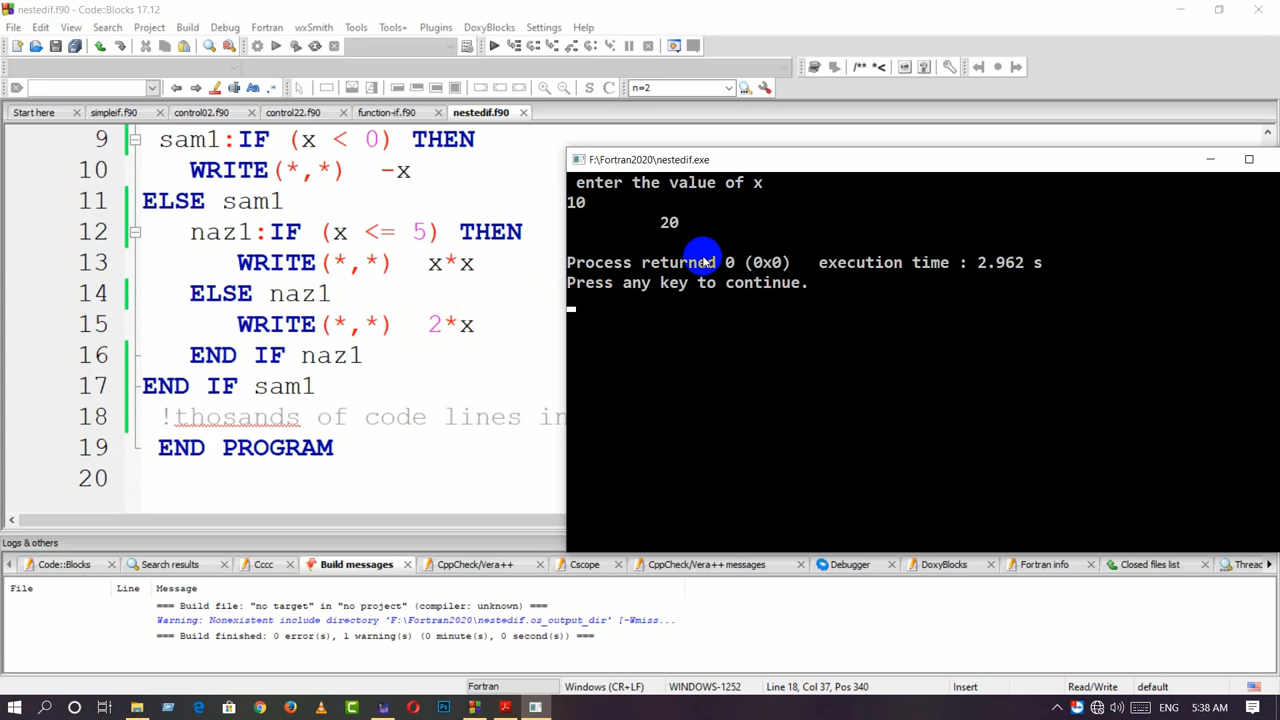 nestedif.f90 - Code::Blocks 17.12
File Edit View Search Project Build Debug Fortran wxSmith Tools Tools+ Plugins DoxyBlocks Settings Help
/** *<
S C n=2
Start here simpleif.f90 control02.f90 control22.f90 function-if.f90 nestedif.f90
9 sam1:IF (x < 0) THEN
10 WRITE(*,*) -x
11 ELSE sam1
12 naz1:IF (x <= 5) THEN
13 WRITE(*,*) x*x
14 ELSE naz1
15 WRITE(*,*) 2*x
16 END IF naz1
17 END IF sam1
18 !thosands of code lines in
19 END PROGRAM
20
F:\Fortran2020\nestedif.exe
enter the value of x
10
20
Process returned 0 (0x0) execution time : 2.962 s
Press any key to continue.
Logs & others
Code::Blocks Search results Cccc Build messages CppCheck/Vera++ Cscope CppCheck/Vera++ messages Debugger DoxyBlocks Fortran info Closed files list Threa
File Line Message
=== Build file: "no target" in "no project" (compiler: unknown) ===
Warning: Nonexistent include directory 'F:\Fortran2020\nestedif.os_output_dir' [-Wmiss...
=== Build finished: 0 error(s), 1 warning(s) (0 minute(s), 0 second(s)) ===
Fortran Windows (CR+LF) WINDOWS-1252 Line 18, Col 37, Pos 340 Insert Read/Write default
ENG 5:38 AM